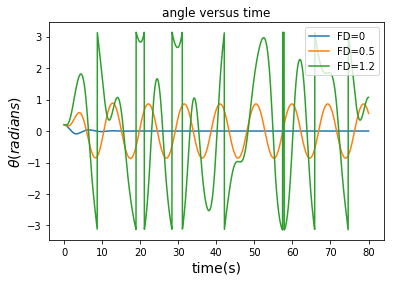 angle versus time
FD=0
FD=0.5
FD=1.2
3
2
1
0
−1
−2
−3
θ(radians)
0 10 20 30 40 50 60 70 80
time(s)